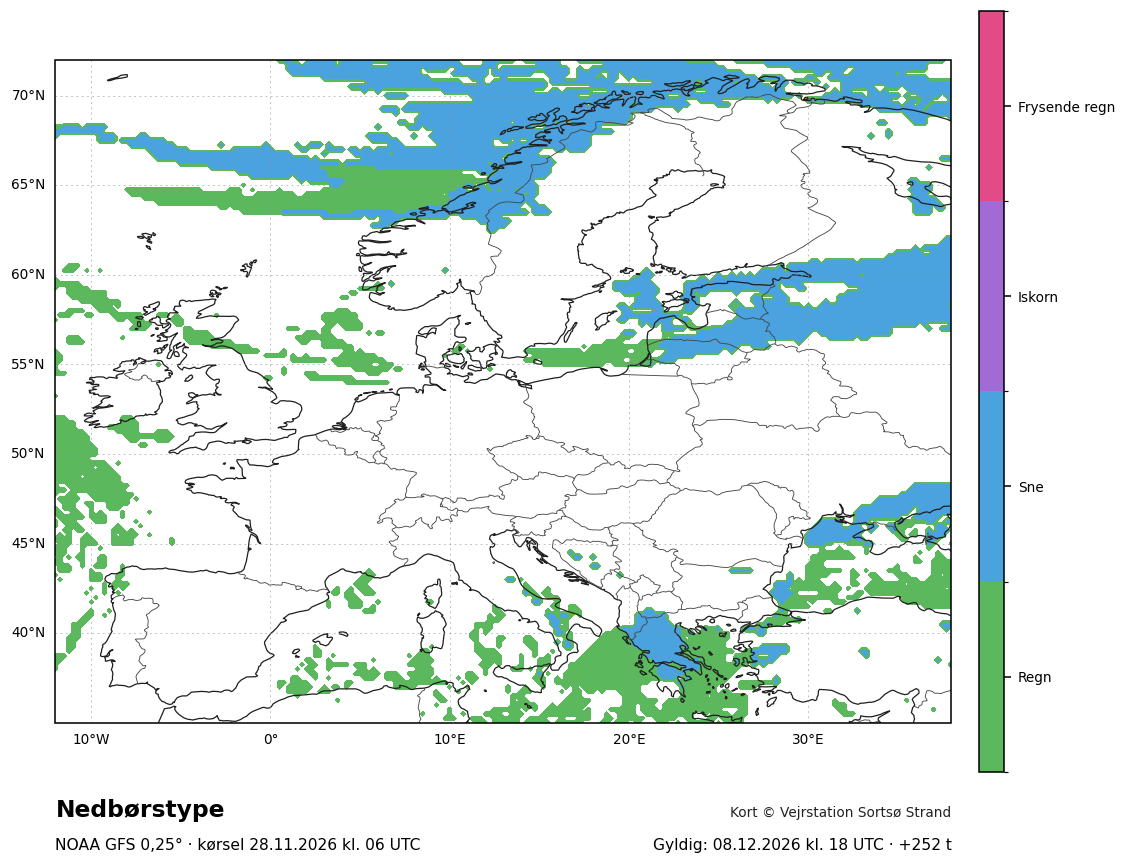 70°N
65°N
60°N
55°N
50°N
45°N
40°N
10°W
0°
10°E
20°E
30°E
Frysende regn
Iskorn
Sne
Regn
Nedbørstype
Kort © Vejrstation Sortsø Strand
NOAA GFS 0,25° · kørsel 28.11.2026 kl. 06 UTC
Gyldig: 08.12.2026 kl. 18 UTC · +252 t